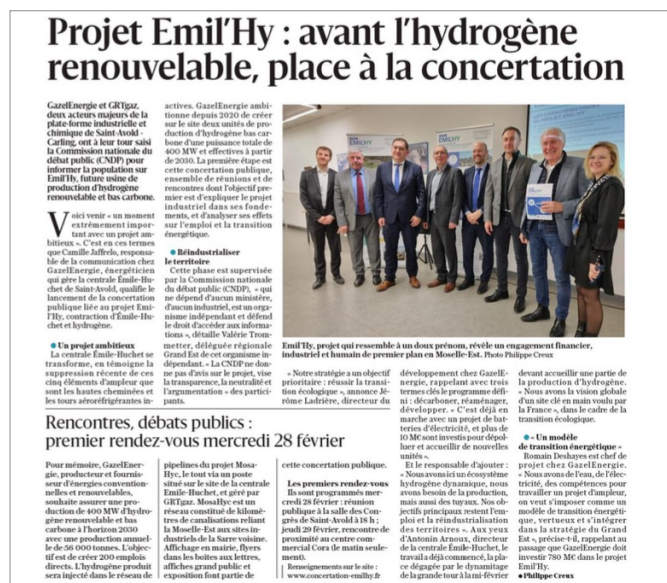 Projet Emil’Hy : avant l’hydrogène
renouvelable, place à la concertation
GazelEnergie et GRTgaz,
deux acteurs majeurs de la
plate-forme industrielle et
chimique de Saint-Avold -
Carling, ont à leur tour saisi
la Commission nationale du
débat public (CNDP) pour
informer la population sur
Emil’Hy, future usine de
production d’hydrogène
renouvelable et bas carbone.
Voici venir « un moment
extrêmement impor-
tant avec un projet am-
bitieux ». C’est en ces termes
que Camille Jaffrelo, responsa-
ble de la communication chez
GazelEnergie, énergéticien
qui gère la centrale Émile-Hu-
chet de Saint-Avold, qualifie le
lancement de la concertation
publique liée au projet Emi-
l’Hy, contraction d’Émile-Hu-
chet et hydrogène.
● Un projet ambitieux
La centrale Émile-Huchet se
transforme, en témoigne la
suppression récente de ces
cinq éléments d’ampleur que
sont les hautes cheminées et
les tours aéroréfrigérantes in-
actives. GazelEnergie ambi-
tionne depuis 2020 de créer
sur le site deux unités de pro-
duction d’hydrogène bas car-
bone d’une puissance totale de
400 MW et effectives à partir
de 2030. La première étape est
cette concertation publique,
ensemble de réunions et de
rencontres dont l’objectif pre-
mier est d’expliquer le projet
industriel dans ses fonde-
ments, et d’analyser ses effets
sur l’emploi et la transition
énergétique.
● Réindustrialiser
le territoire
Cette phase est supervisée
par la Commission nationale
du débat public (CNDP), « qui
ne dépend d’aucun ministère,
d’aucun industriel, est un orga-
nisme indépendant et défend
le droit d’accéder aux informa-
tions », détaille Valérie Trom-
metter, déléguée régionale
Grand Est de cet organisme in-
dépendant. « La CNDP ne don-
ne pas d’avis sur le projet, vise
la transparence, la neutralité et
l’argumentation » des partici-
pants.
EMIL'HY
Emil’Hy, projet qui ressemble à un doux prénom, révèle un engagement financier,
industriel et humain de premier plan en Moselle-Est. Photo Philippe Creux
« Notre stratégie a un objectif
prioritaire : réussir la transi-
tion écologique », annonce Jé-
rôme Ladrière, directeur du
développement chez GazelE-
nergie, rappelant avec trois
termes clés le programme défi-
ni : décarboner, réaménager,
développer. « C’est déjà en
marche avec un projet de bat-
teries d’électricité, et plus de
10 M€ sont investis pour dépol-
luer et accueillir de nouvelles
unités ».
Et le responsable d’ajouter :
« Nous avons ici un écosystème
hydrogène dynamique, nous
avons besoin de la production,
mais aussi des tuyaux. Nos ob-
jectifs principaux restent l’em-
ploi et la réindustrialisation
des territoires ». Aux yeux
d’Antonin Arnoux, directeur
de la centrale Émile-Huchet, le
travail a déjà commencé, la pla-
ce dégagée par le dynamitage
de la grande tour à la mi février
devant accueillir une partie de
la production d’hydrogène.
« Nous avons la vision globale
d’un site clé en main voulu par
la France », dans le cadre de la
transition écologique.
● « Un modèle
de transition énergétique »
Romain Deshayes est chef de
projet chez GazelEnergie.
« Nous avons de l’eau, de l’élec-
tricité, des compétences pour
travailler un projet d’ampleur,
on veut s’imposer comme un
modèle de transition énergéti-
que, vertueux et s’intégrer
dans la stratégie du Grand
Est », précise-t-il, rappelant au
passage que GazelEnergie doit
investir 780 M€ dans le projet
Emil’Hy.
● Philippe Creux
Rencontres, débats publics :
premier rendez-vous mercredi 28 février
Pour mémoire, GazelEner-
gie, producteur et fournis-
seur d’énergies convention-
nelles et renouvelables,
souhaite assurer une pro-
duction de 400 MW d’hydro-
gène renouvelable et bas
carbone à l’horizon 2030
avec une production annuel-
le de 56 000 tonnes. L’objec-
tif est de créer 200 emplois
directs. L’hydrogène produit
sera injecté dans le réseau de
pipelines du projet Mosa-
Hyc, le tout via un poste
situé sur le site de la centrale
Emile-Huchet, et géré par
GRTgaz. MosaHyc est un
réseau constitué de kilomè-
tres de canalisations reliant
la Moselle-Est aux sites in-
dustriels de la Sarre voisine.
Affichage en mairie, flyers
dans les boîtes aux lettres,
affiches grand public et
exposition font partie de
cette concertation publique.
Les premiers rendez-vous
Ils sont programmés mer-
credi 28 février : réunion
publique à la salle des Con-
grès de Saint-Avold à 18 h ;
jeudi 29 février, rencontre de
proximité au centre com-
mercial Cora (le matin seule-
ment).
Renseignements sur le site :
www.concertation-emilhy.fr